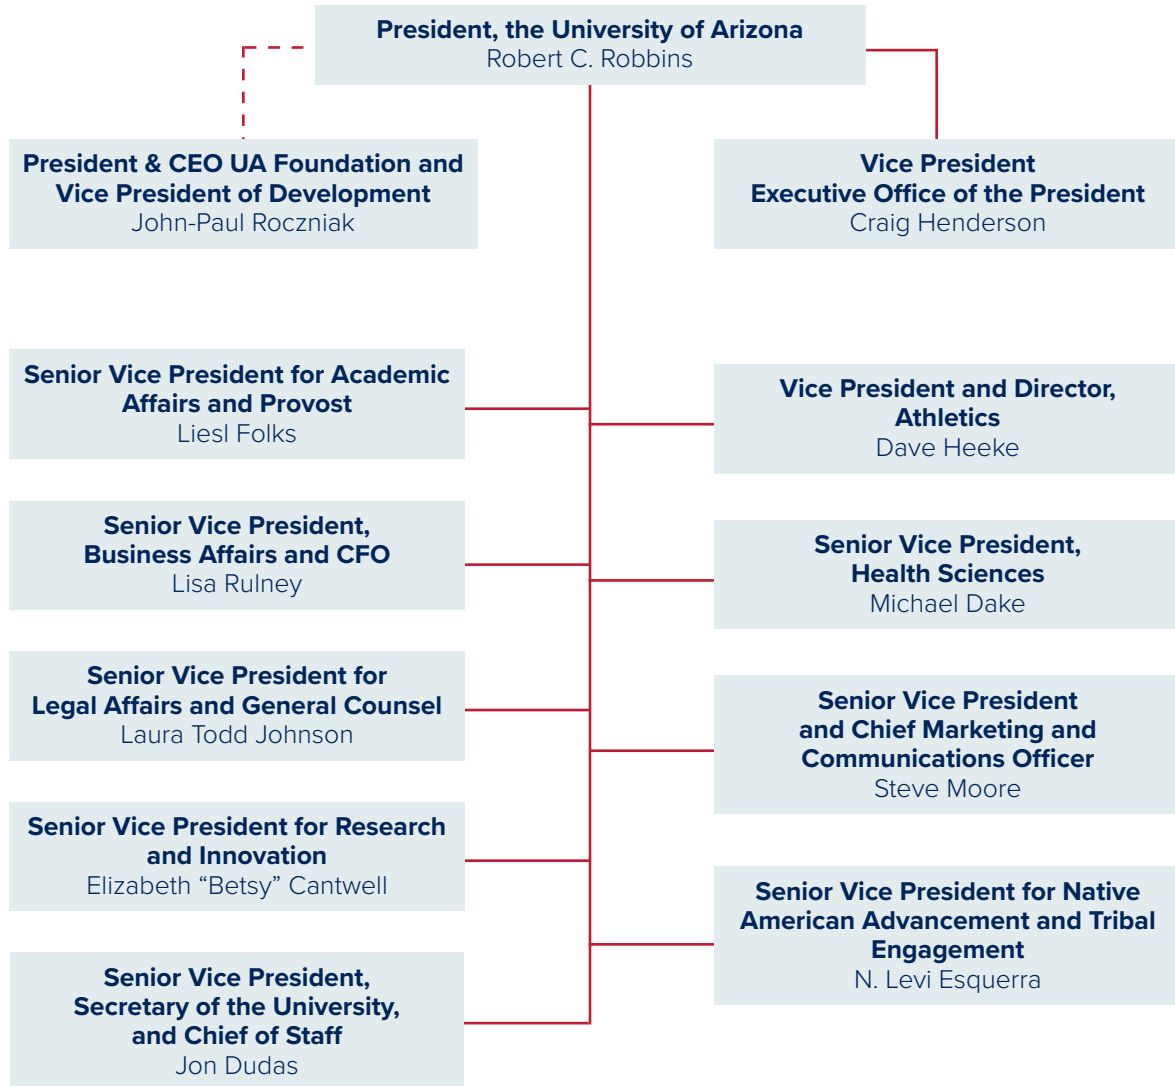 President, the University of Arizona
Robert C. Robbins
President & CEO UA Foundation and
Vice President of Development
John-Paul Roczniak
Vice President
Executive Office of the President
Craig Henderson
Senior Vice President for Academic
Affairs and Provost
Liesl Folks
Vice President and Director,
Athletics
Dave Heeke
Senior Vice President,
Business Affairs and CFO
Lisa Rulney
Senior Vice President,
Health Sciences
Michael Dake
Senior Vice President for
Legal Affairs and General Counsel
Laura Todd Johnson
Senior Vice President
and Chief Marketing and
Communications Officer
Steve Moore
Senior Vice President for Research
and Innovation
Elizabeth “Betsy” Cantwell
Senior Vice President for Native
American Advancement and Tribal
Engagement
N. Levi Esquerra
Senior Vice President,
Secretary of the University,
and Chief of Staff
Jon Dudas